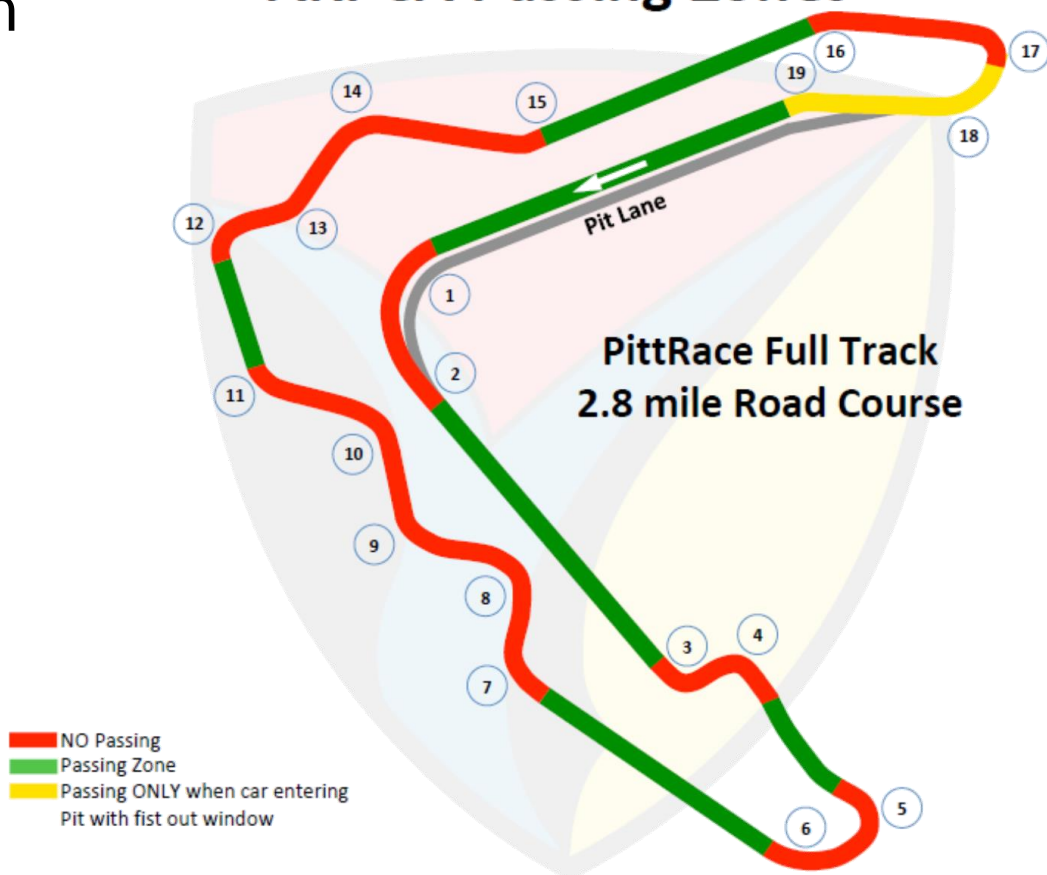 16
17
19
14
15
18
12
13
Pit Lane
1
PittRace Full Track
2.8 mile Road Course
2
11
10
9
8
3
4
7
NO Passing
Passing Zone
Passing ONLY when car entering
Pit with fist out window
5
6